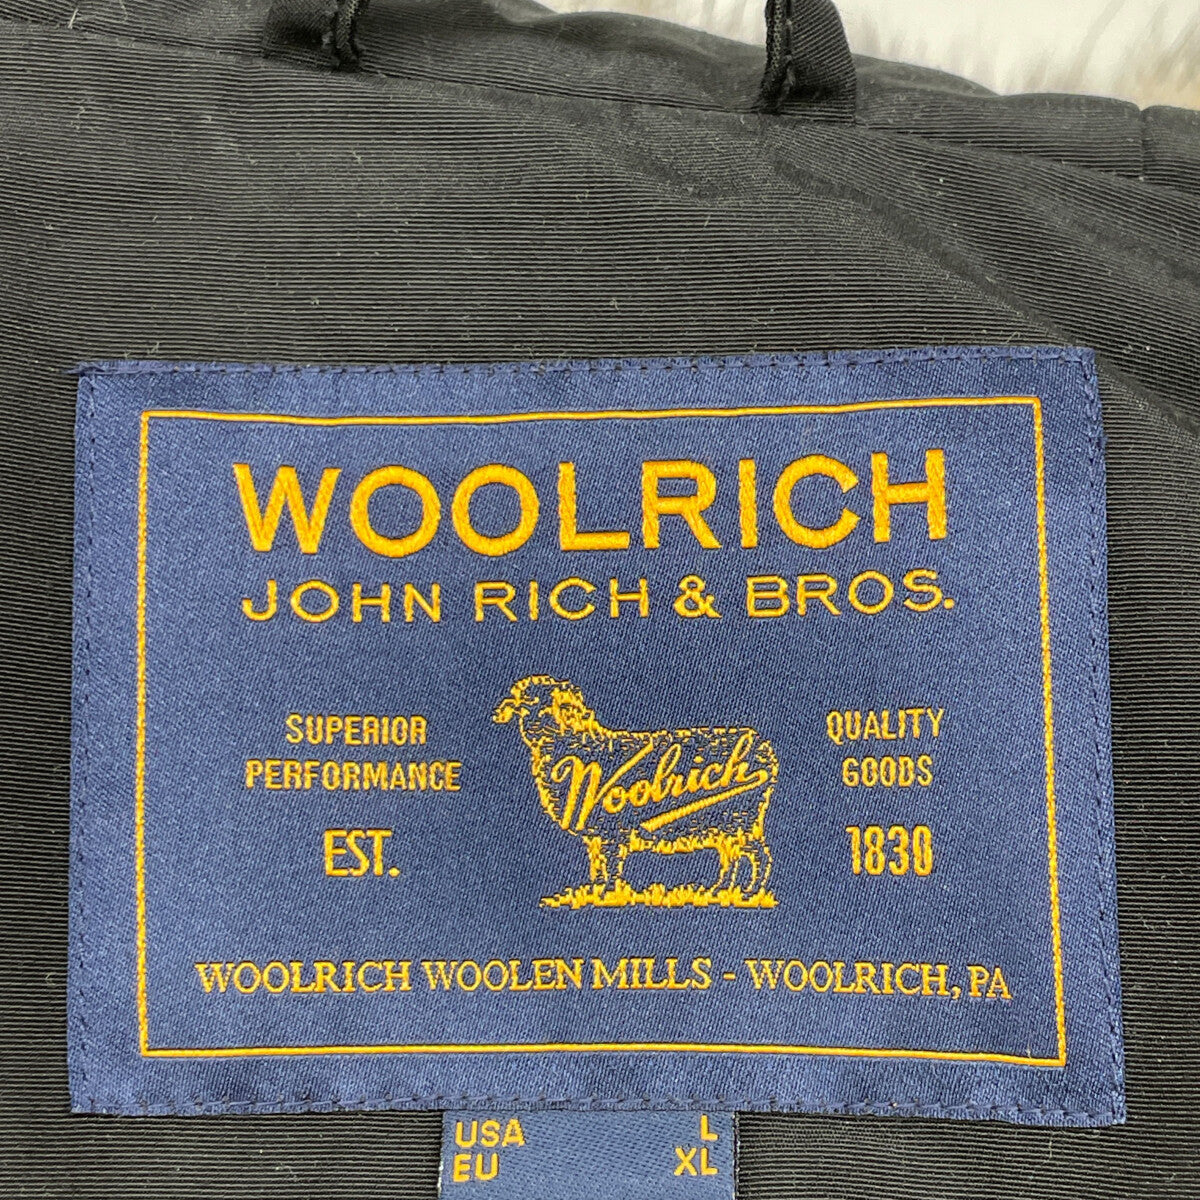 WOOLRICH
JOHN RICH & BROS.
SUPERIOR
PERFORMANCE
EST.
Woolrich
QUALITY
GOODS
1830
WOOLRICH WOOLEN MILLS - WOOLRICH, PA
USA L
EU XL